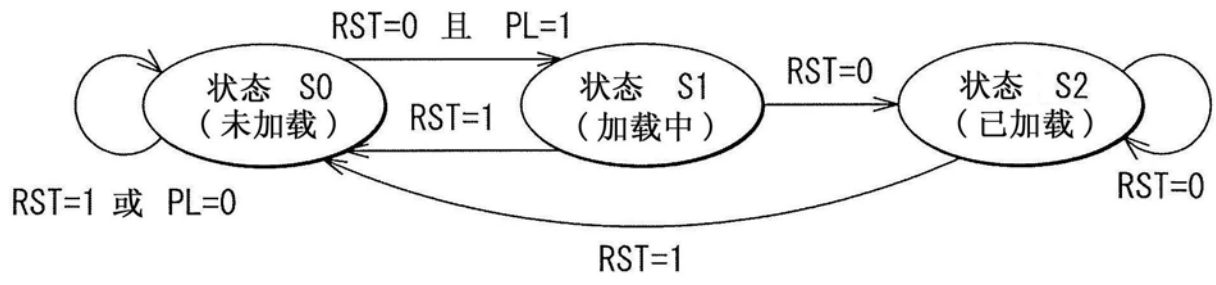 RST=0 且 PL=1
状态 S0
(未加载)
RST=1
状态 S1
(加载中)
RST=0
状态 S2
(已加载)
RST=0
RST=1 或 PL=0
RST=1